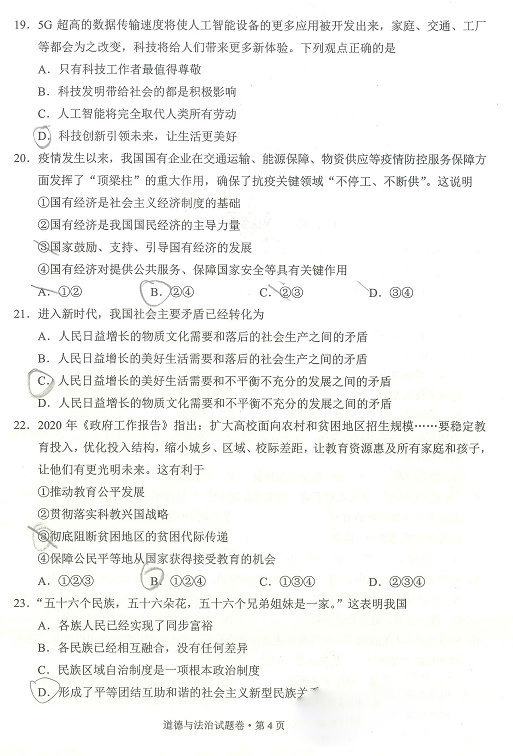 19．5G 超高的数据传输速度将使人工智能设备的更多应用被开发出来，家庭、交通、工厂
等都会为之改变，科技将给人们带来更多新体验。下列观点正确的是
A．只有科技工作者最值得尊敬
B．科技发明带给社会的都是积极影响
C．人工智能将完全取代人类所有劳动
D．科技创新引领未来，让生活更美好
20．疫情发生以来，我国国有企业在交通运输、能源保障、物资供应等疫情防控服务保障方
面发挥了“顶梁柱”的重大作用，确保了抗疫关键领域“不停工、不断供”。这说明
①国有经济是社会主义经济制度的基础
②国有经济是我国国民经济的主导力量
③国家鼓励、支持、引导国有经济的发展
④国有经济对提供公共服务、保障国家安全等具有关键作用
A．①② B．②④ C．②③ D．③④
21．进入新时代，我国社会主要矛盾已经转化为
A．人民日益增长的物质文化需要和落后的社会生产之间的矛盾
B．人民日益增长的美好生活需要和落后的社会生产之间的矛盾
C．人民日益增长的美好生活需要和不平衡不充分的发展之间的矛盾
D．人民日益增长的物质文化需要和不平衡不充分的发展之间的矛盾
22．2020 年《政府工作报告》指出：扩大高校面向农村和贫困地区招生规模……要稳定教
育投入，优化投入结构，缩小城乡、区域、校际差距，让教育资源惠及所有家庭和孩子，
让他们有更光明未来。这有利于
①推动教育公平发展
②贯彻落实科教兴国战略
③彻底阻断贫困地区的贫困代际传递
④保障公民平等地从国家获得接受教育的机会
A．①②③ B．①②④ C．①③④ D．②③④
23．“五十六个民族，五十六朵花，五十六个兄弟姐妹是一家。”这表明我国
A．各族人民已经实现了同步富裕
B．各民族已经相互融合，没有任何差异
C．民族区域自治制度是一项根本政治制度
D．形成了平等团结互助和谐的社会主义新型民族关
道德与法治试题卷·第 4 页